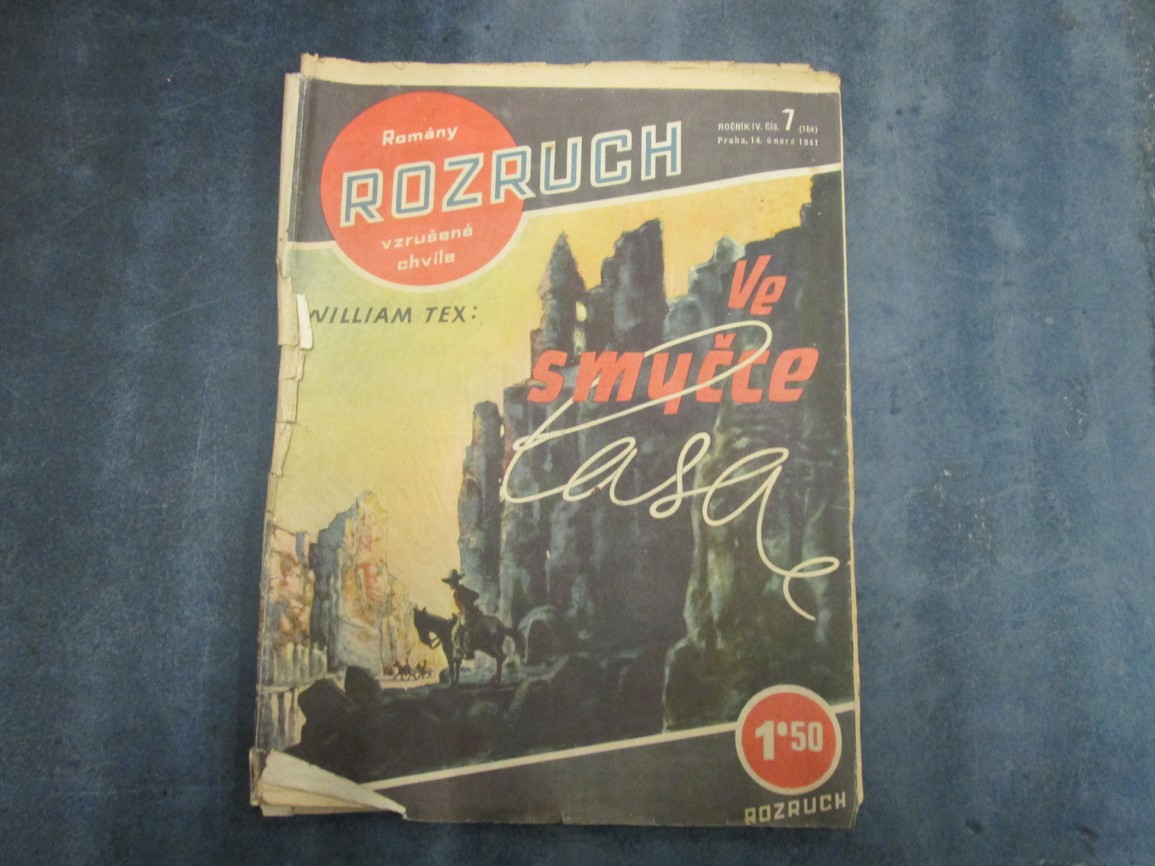 Romány
ROZRUCH
vzrušené
chvíle
ROČNÍK IV. ČÍS. 7 (164)
Praha, 14. února 1941
WILLIAM TEX:
Ve
smyčce
lasa
1•50
ROZRUCH